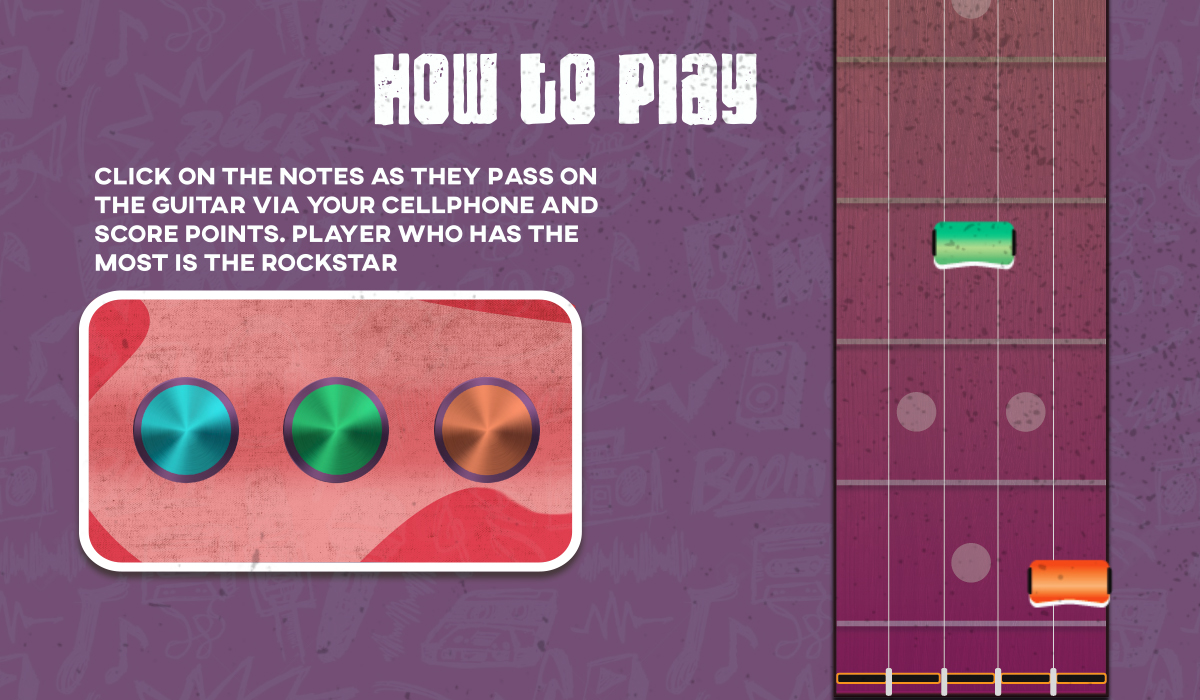 How to Play
CLICK ON THE NOTES AS THEY PASS ON
THE GUITAR VIA YOUR CELLPHONE AND
SCORE POINTS. PLAYER WHO HAS THE
MOST IS THE ROCKSTAR
BOOM